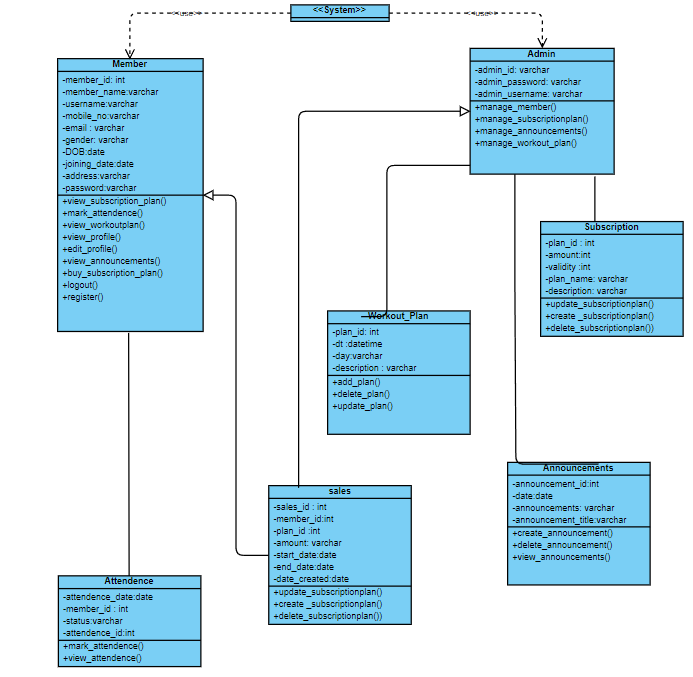 <<System>>
<<use>>
<<use>>
Member
-member_id: int
-member_name:varchar
-username:varchar
-mobile_no:varchar
-email : varchar
-gender: varchar
-DOB:date
-joining_date:date
-address:varchar
-password:varchar
+view_subscription_plan()
+mark_attendence()
+view_workoutplan()
+view_profile()
+edit_profile()
+view_announcements()
+buy_subscription_plan()
+logout()
+register()
Admin
-admin_id: varchar
-admin_password: varchar
-admin_username: varchar
+manage_member()
+manage_subscriptionplan()
+manage_announcements()
+manage_workout_plan()
Subscription
-plan_id : int
-amount:int
-validity :int
-plan_name: varchar
-description: varchar
+update_subscriptionplan()
+create _subscriptionplan()
+delete_subscriptionplan())
Workout_Plan
-plan_id: int
-dt :datetime
-day:varchar
-description : varchar
+add_plan()
+delete_plan()
+update_plan()
sales
-sales_id : int
-member_id:int
-plan_id :int
-amount: varchar
-start_date:date
-end_date:date
-date_created:date
+update_subscriptionplan()
+create _subscriptionplan()
+delete_subscriptionplan())
Announcements
-announcement_id:int
-date:date
-announcements: varchar
-announcement_title:varchar
+create_announcement()
+delete_announcement()
+view_announcements()
Attendence
-attendence_date:date
-member_id : int
-status:varchar
-attendence_id:int
+mark_attendence()
+view_attendence()